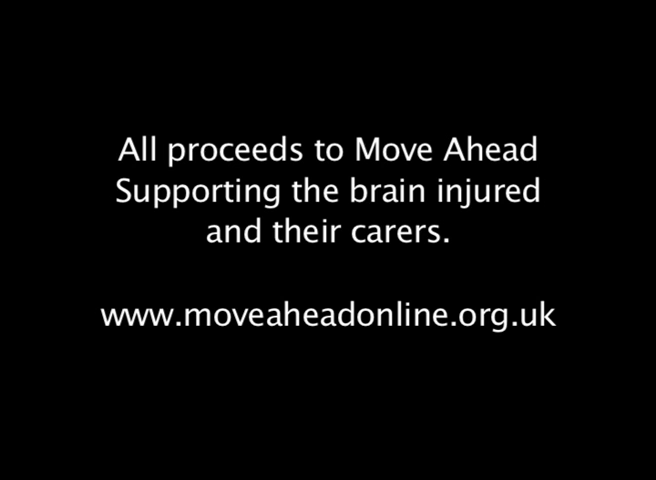 All proceeds to Move Ahead
Supporting the brain injured
and their carers.
www.moveaheadonline.org.uk